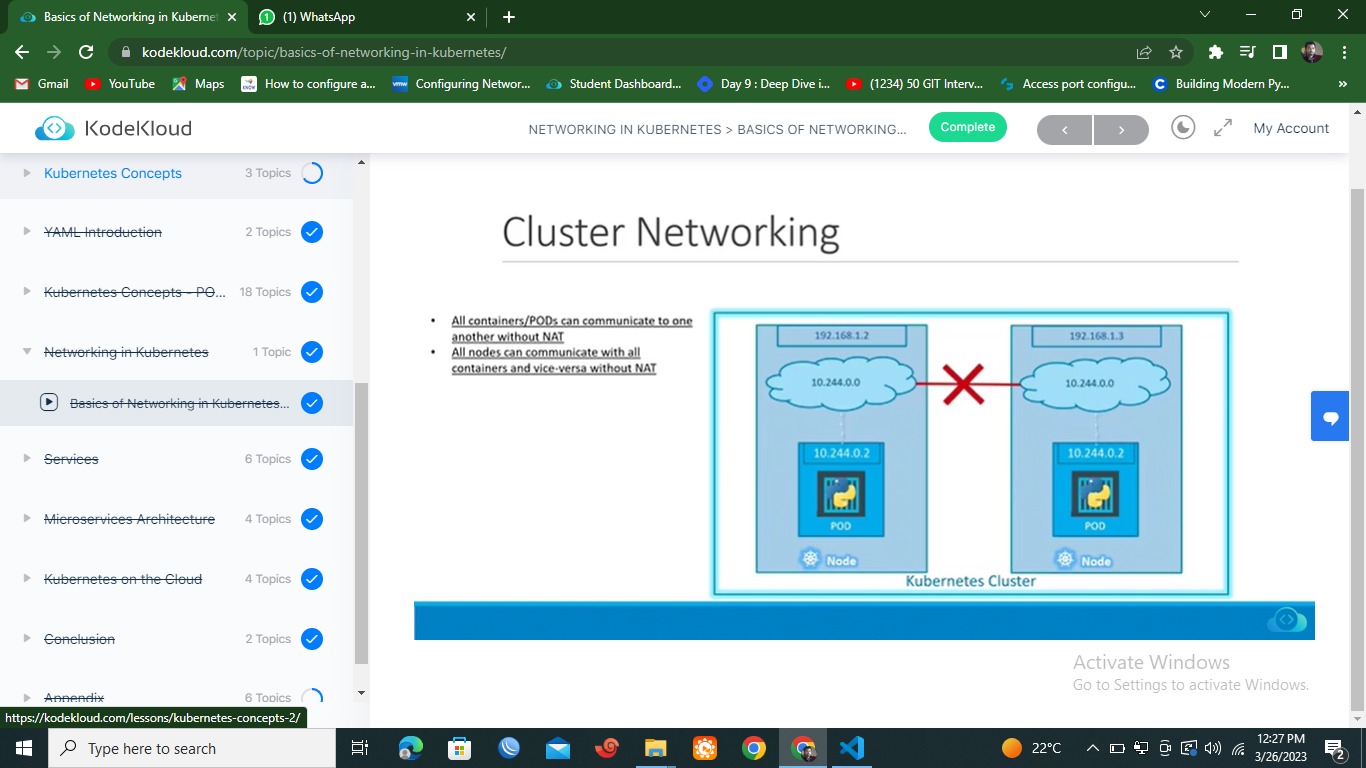 Basics of Networking in Kubernet
(1) WhatsApp
kodekloud.com/topic/basics-of-networking-in-kubernetes/
Gmail
YouTube
Maps
How to configure a...
Configuring Networ...
Student Dashboard...
Day 9 : Deep Dive i...
(1234) 50 GIT Interv...
Access port configu...
Building Modern Py...
»
KodeKloud
NETWORKING IN KUBERNETES > BASICS OF NETWORKING...
Complete
My Account
Kubernetes Concepts 3 Topics
YAML Introduction 2 Topics
Kubernetes Concepts - PO... 18 Topics
Networking in Kubernetes 1 Topic
Basics of Networking in Kubernetes...
Services 6 Topics
Microservices Architecture 4 Topics
Kubernetes on the Cloud 4 Topics
Conclusion 2 Topics
Appendix 6 Topics
https://kodekloud.com/lessons/kubernetes-concepts-2/
Cluster Networking
• All containers/PODs can communicate to one
another without NAT
• All nodes can communicate with all
containers and vice-versa without NAT
192.168.1.2
10.244.0.0
10.244.0.2
POD
Node
192.168.1.3
10.244.0.0
10.244.0.2
POD
Node
Kubernetes Cluster
Activate Windows
Go to Settings to activate Windows.
Type here to search
22°C
12:27 PM
3/26/2023
2